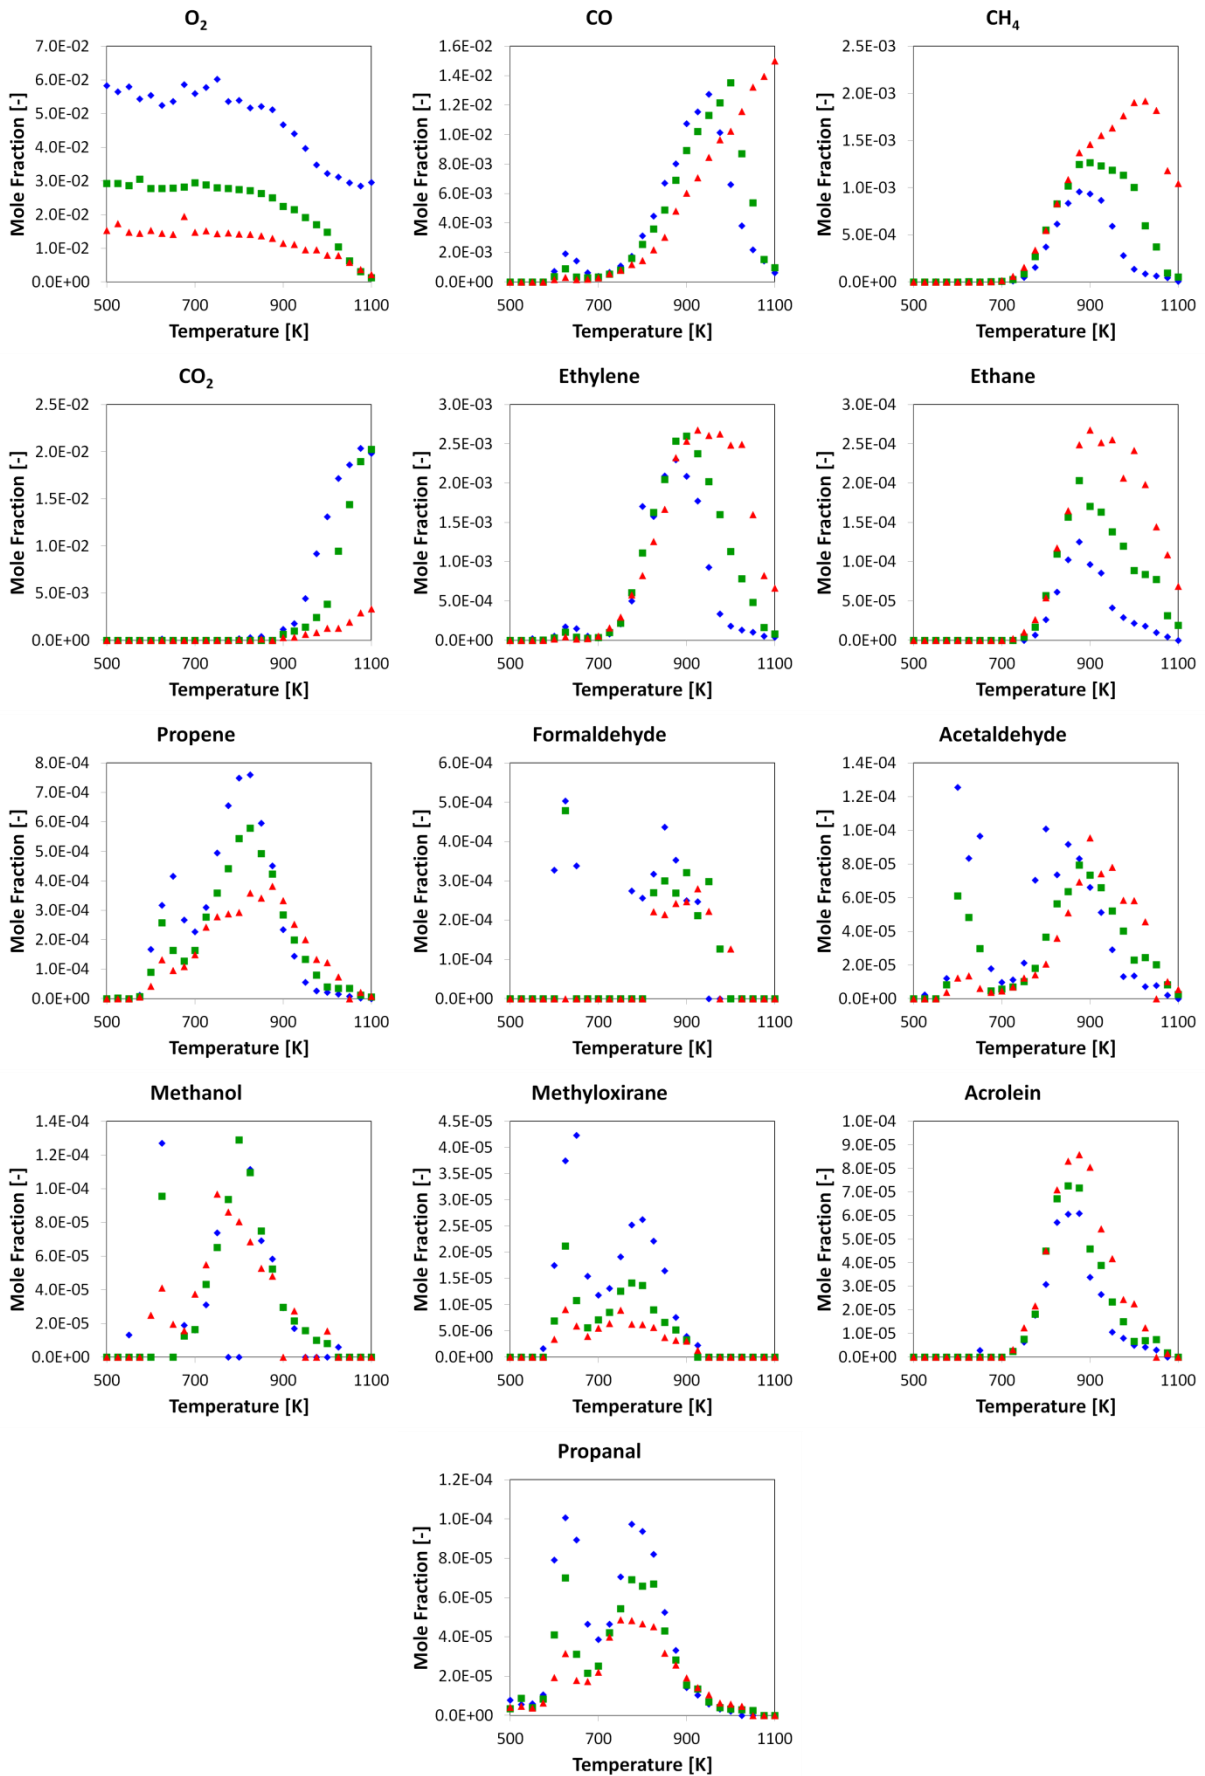 O₂
7.0E-02
6.0E-02
5.0E-02
4.0E-02
3.0E-02
2.0E-02
1.0E-02
0.0E+00
Mole Fraction [-]
500 700 900 1100
Temperature [K]
CO
1.6E-02
1.4E-02
1.2E-02
1.0E-02
8.0E-03
6.0E-03
4.0E-03
2.0E-03
0.0E+00
Mole Fraction [-]
500 700 900 1100
Temperature [K]
CH₄
2.5E-03
2.0E-03
1.5E-03
1.0E-03
5.0E-04
0.0E+00
Mole Fraction [-]
500 700 900 1100
Temperature [K]
CO₂
2.5E-02
2.0E-02
1.5E-02
1.0E-02
5.0E-03
0.0E+00
Mole Fraction [-]
500 700 900 1100
Temperature [K]
Ethylene
3.0E-03
2.5E-03
2.0E-03
1.5E-03
1.0E-03
5.0E-04
0.0E+00
Mole Fraction [-]
500 700 900 1100
Temperature [K]
Ethane
3.0E-04
2.5E-04
2.0E-04
1.5E-04
1.0E-04
5.0E-05
0.0E+00
Mole Fraction [-]
500 700 900 1100
Temperature [K]
Propene
8.0E-04
7.0E-04
6.0E-04
5.0E-04
4.0E-04
3.0E-04
2.0E-04
1.0E-04
0.0E+00
Mole Fraction [-]
500 700 900 1100
Temperature [K]
Formaldehyde
6.0E-04
5.0E-04
4.0E-04
3.0E-04
2.0E-04
1.0E-04
0.0E+00
Mole Fraction [-]
500 700 900 1100
Temperature [K]
Acetaldehyde
1.4E-04
1.2E-04
1.0E-04
8.0E-05
6.0E-05
4.0E-05
2.0E-05
0.0E+00
Mole Fraction [-]
500 700 900 1100
Temperature [K]
Methanol
1.4E-04
1.2E-04
1.0E-04
8.0E-05
6.0E-05
4.0E-05
2.0E-05
0.0E+00
Mole Fraction [-]
500 700 900 1100
Temperature [K]
Methyloxirane
4.5E-05
4.0E-05
3.5E-05
3.0E-05
2.5E-05
2.0E-05
1.5E-05
1.0E-05
5.0E-06
0.0E+00
Mole Fraction [-]
500 700 900 1100
Temperature [K]
Acrolein
1.0E-04
9.0E-05
8.0E-05
7.0E-05
6.0E-05
5.0E-05
4.0E-05
3.0E-05
2.0E-05
1.0E-05
0.0E+00
Mole Fraction [-]
500 700 900 1100
Temperature [K]
Propanal
1.2E-04
1.0E-04
8.0E-05
6.0E-05
4.0E-05
2.0E-05
0.0E+00
Mole Fraction [-]
500 700 900 1100
Temperature [K]